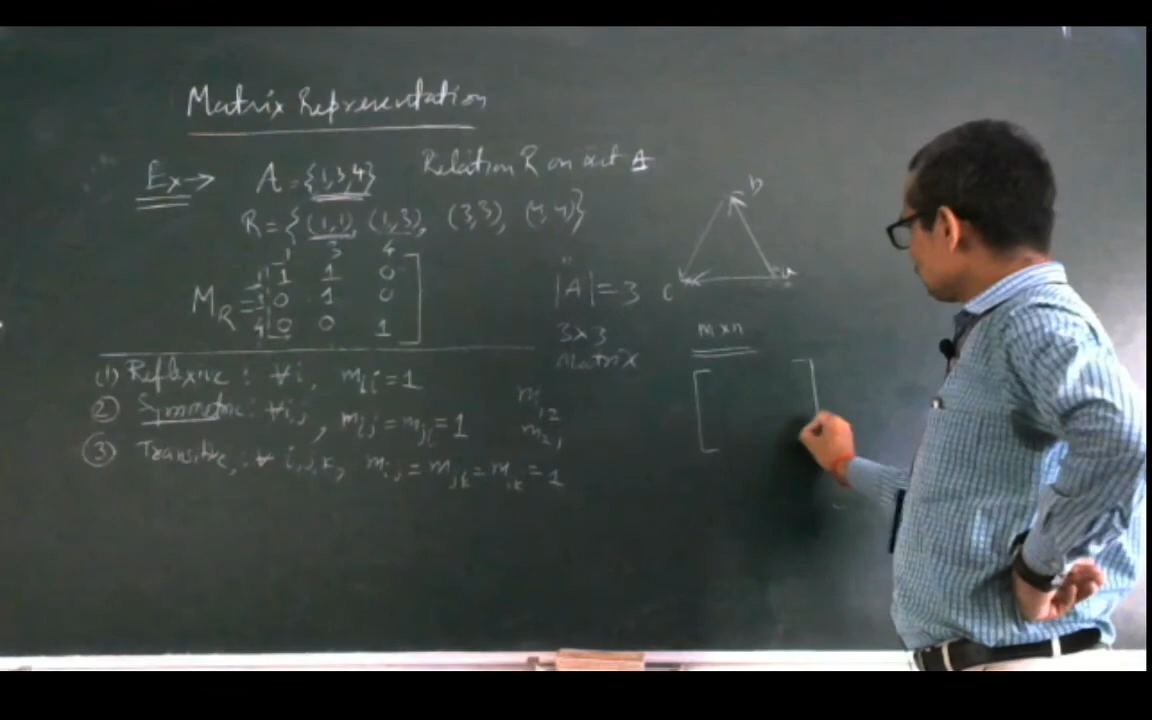 Matrix Representation
Ex→ A = {1,3,4} Relation R on set A
R = { (1,1), (1,3), (3,3), (4,4)}
1 3 4
1 1 1 0
M_R = 3 0 1 0
4 0 0 1
(1) Reflexive : ∀i, m_ii = 1
② Symmetric : ∀i,j, m_ij = m_ji = 1
③ Transitive, : ∀ i,j,k, m_ij = m_jk = m_ik = 1
|A| = 3
3×3
Matrix
m_12
m_21
b
c
a
m×n